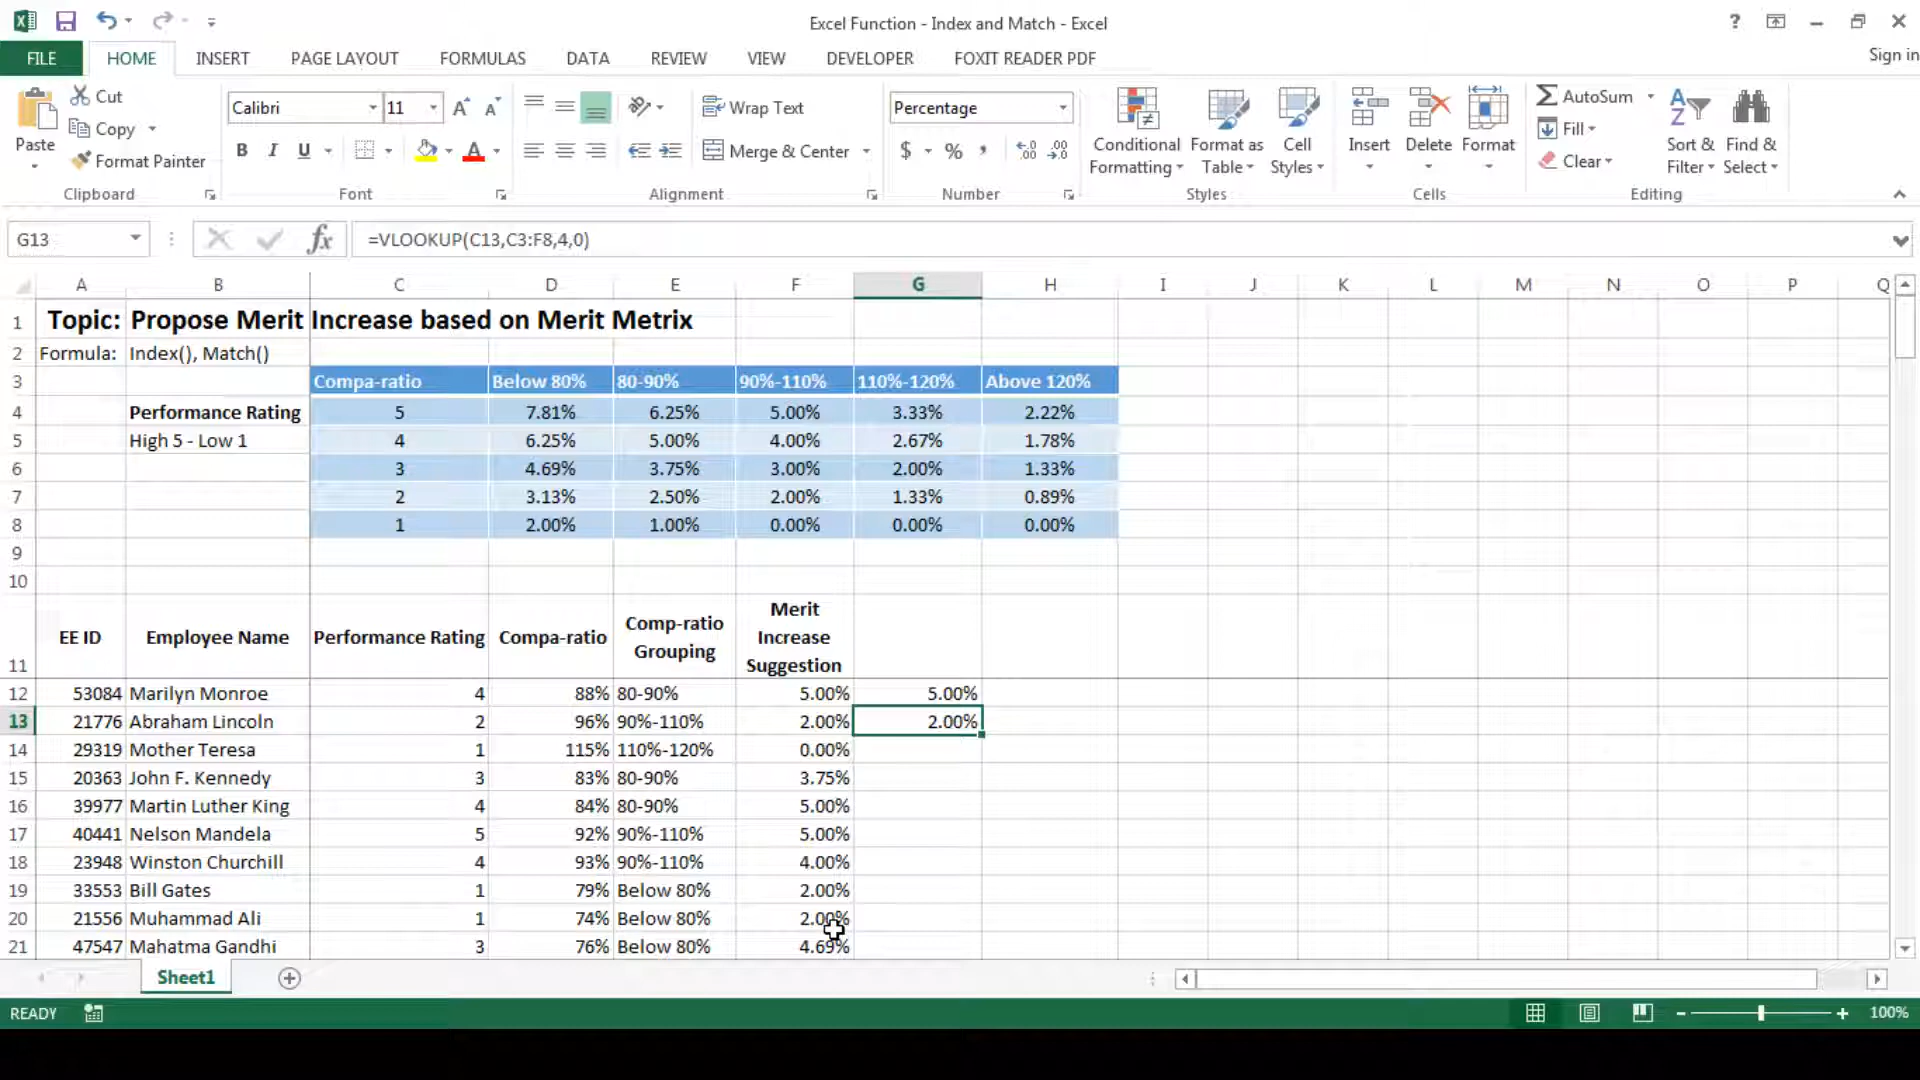 Excel Function - Index and Match - Excel
?
Sign in
FILE HOME INSERT PAGE LAYOUT FORMULAS DATA REVIEW VIEW DEVELOPER FOXIT READER PDF
Paste
Cut
Copy
Format Painter
Clipboard
Calibri 11
B I U
Font
Wrap Text
Merge & Center
Alignment
Percentage
$ % ,
Number
Conditional Formatting
Format as Table
Cell Styles
Styles
Insert Delete Format
Cells
AutoSum
Fill
Clear
Sort & Filter
Find & Select
Editing
G13 fx =VLOOKUP(C13,C3:F8,4,0)
A B C D E F G H I J K L M N O P Q
1 Topic: Propose Merit Increase based on Merit Metrix
2 Formula: Index(), Match()
3 Compa-ratio Below 80% 80-90% 90%-110% 110%-120% Above 120%
4 Performance Rating 5 7.81% 6.25% 5.00% 3.33% 2.22%
5 High 5 - Low 1 4 6.25% 5.00% 4.00% 2.67% 1.78%
6 3 4.69% 3.75% 3.00% 2.00% 1.33%
7 2 3.13% 2.50% 2.00% 1.33% 0.89%
8 1 2.00% 1.00% 0.00% 0.00% 0.00%
9
10
11 EE ID Employee Name Performance Rating Compa-ratio Comp-ratio Grouping Merit Increase Suggestion
12 53084 Marilyn Monroe 4 88% 80-90% 5.00% 5.00%
13 21776 Abraham Lincoln 2 96% 90%-110% 2.00% 2.00%
14 29319 Mother Teresa 1 115% 110%-120% 0.00%
15 20363 John F. Kennedy 3 83% 80-90% 3.75%
16 39977 Martin Luther King 4 84% 80-90% 5.00%
17 40441 Nelson Mandela 5 92% 90%-110% 5.00%
18 23948 Winston Churchill 4 93% 90%-110% 4.00%
19 33553 Bill Gates 1 79% Below 80% 2.00%
20 21556 Muhammad Ali 1 74% Below 80% 2.00%
21 47547 Mahatma Gandhi 3 76% Below 80% 4.69%
Sheet1
READY 100%